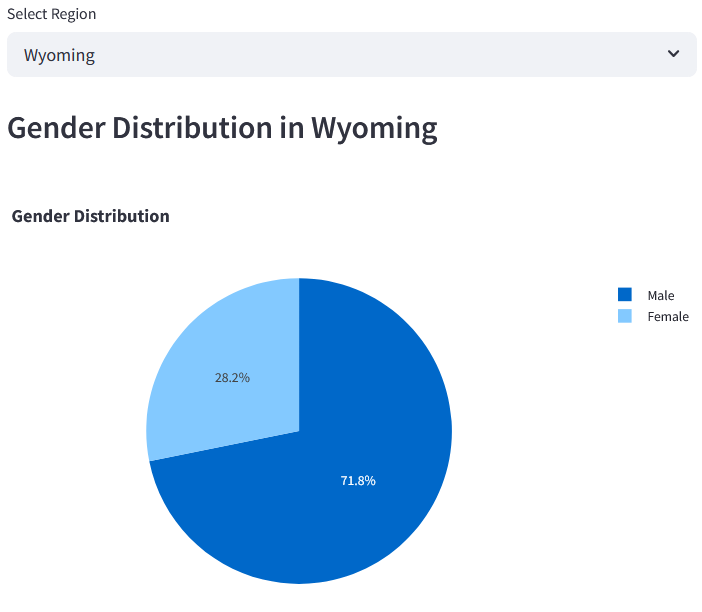 Select Region
Wyoming
Gender Distribution in Wyoming
Gender Distribution
Male
Female
28.2%
71.8%